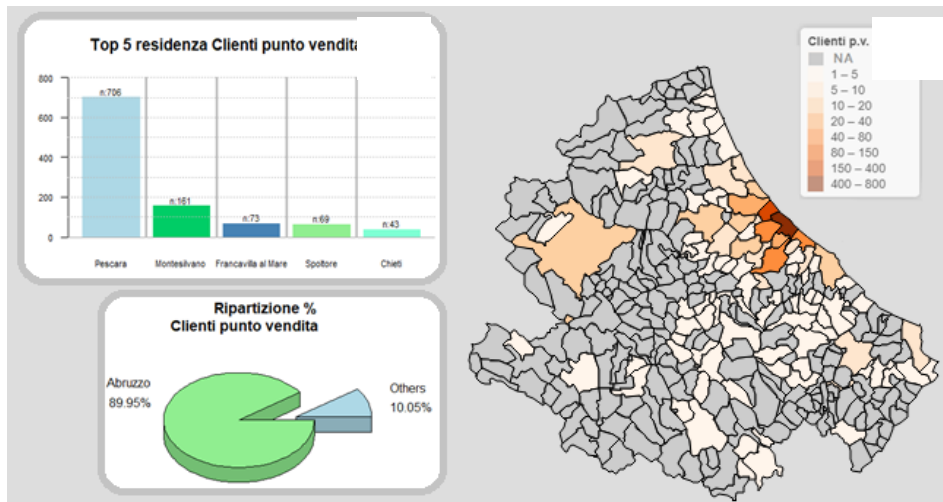 Top 5 residenza Clienti punto vendita
800
600
400
200
0
n:706
n:161
n:73
n:69
n:43
Pescara
Montesilvano
Francavilla al Mare
Spoltore
Chieti
Ripartizione %
Clienti punto vendita
Abruzzo
89.95%
Others
10.05%
Clienti p.v.
NA
1 – 5
5 – 10
10 – 20
20 – 40
40 – 80
80 – 150
150 – 400
400 – 800